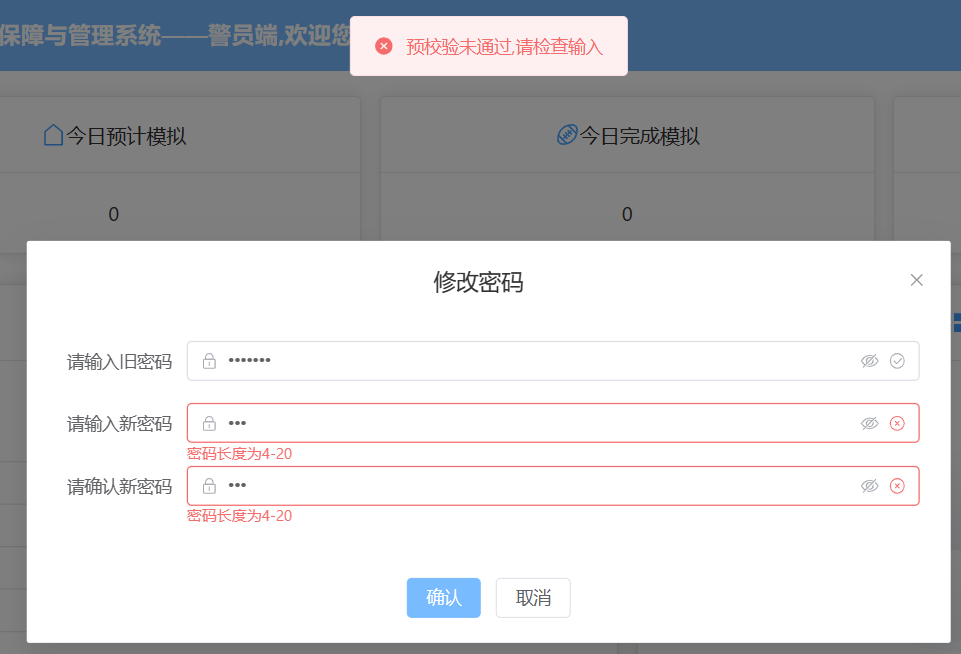 保障与管理系统——警员端,欢迎您
预校验未通过,请检查输入
今日预计模拟
今日完成模拟
0
0
修改密码
请输入旧密码
请输入新密码
密码长度为4-20
请确认新密码
密码长度为4-20
确认
取消